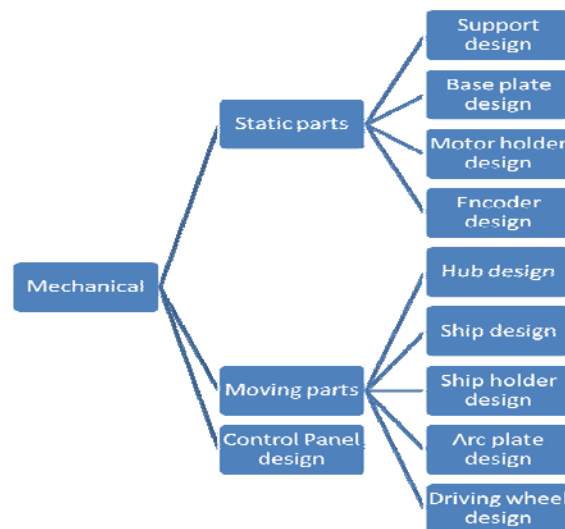 Support
design
Base plate
design
Static parts
Motor holder
design
Encoder
design
Mechanical
Hub design
Ship design
Moving parts
Ship holder
design
Control Panel
design
Arc plate
design
Driving wheel
design